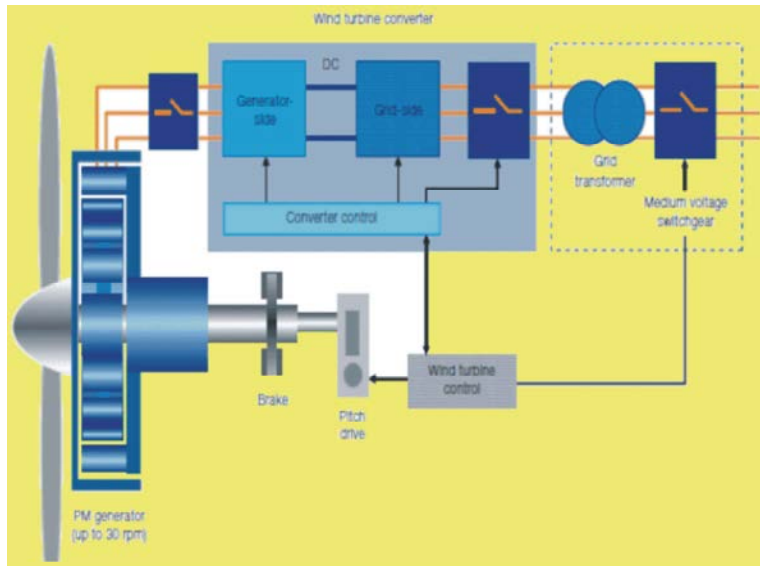 Wind turbine converter
DC
Generator-
side
Grid-side
Converter control
Grid
transformer
Medium voltage
switchgear
Wind turbine
control
Brake
Pitch
drive
PM generator
(up to 30 rpm)